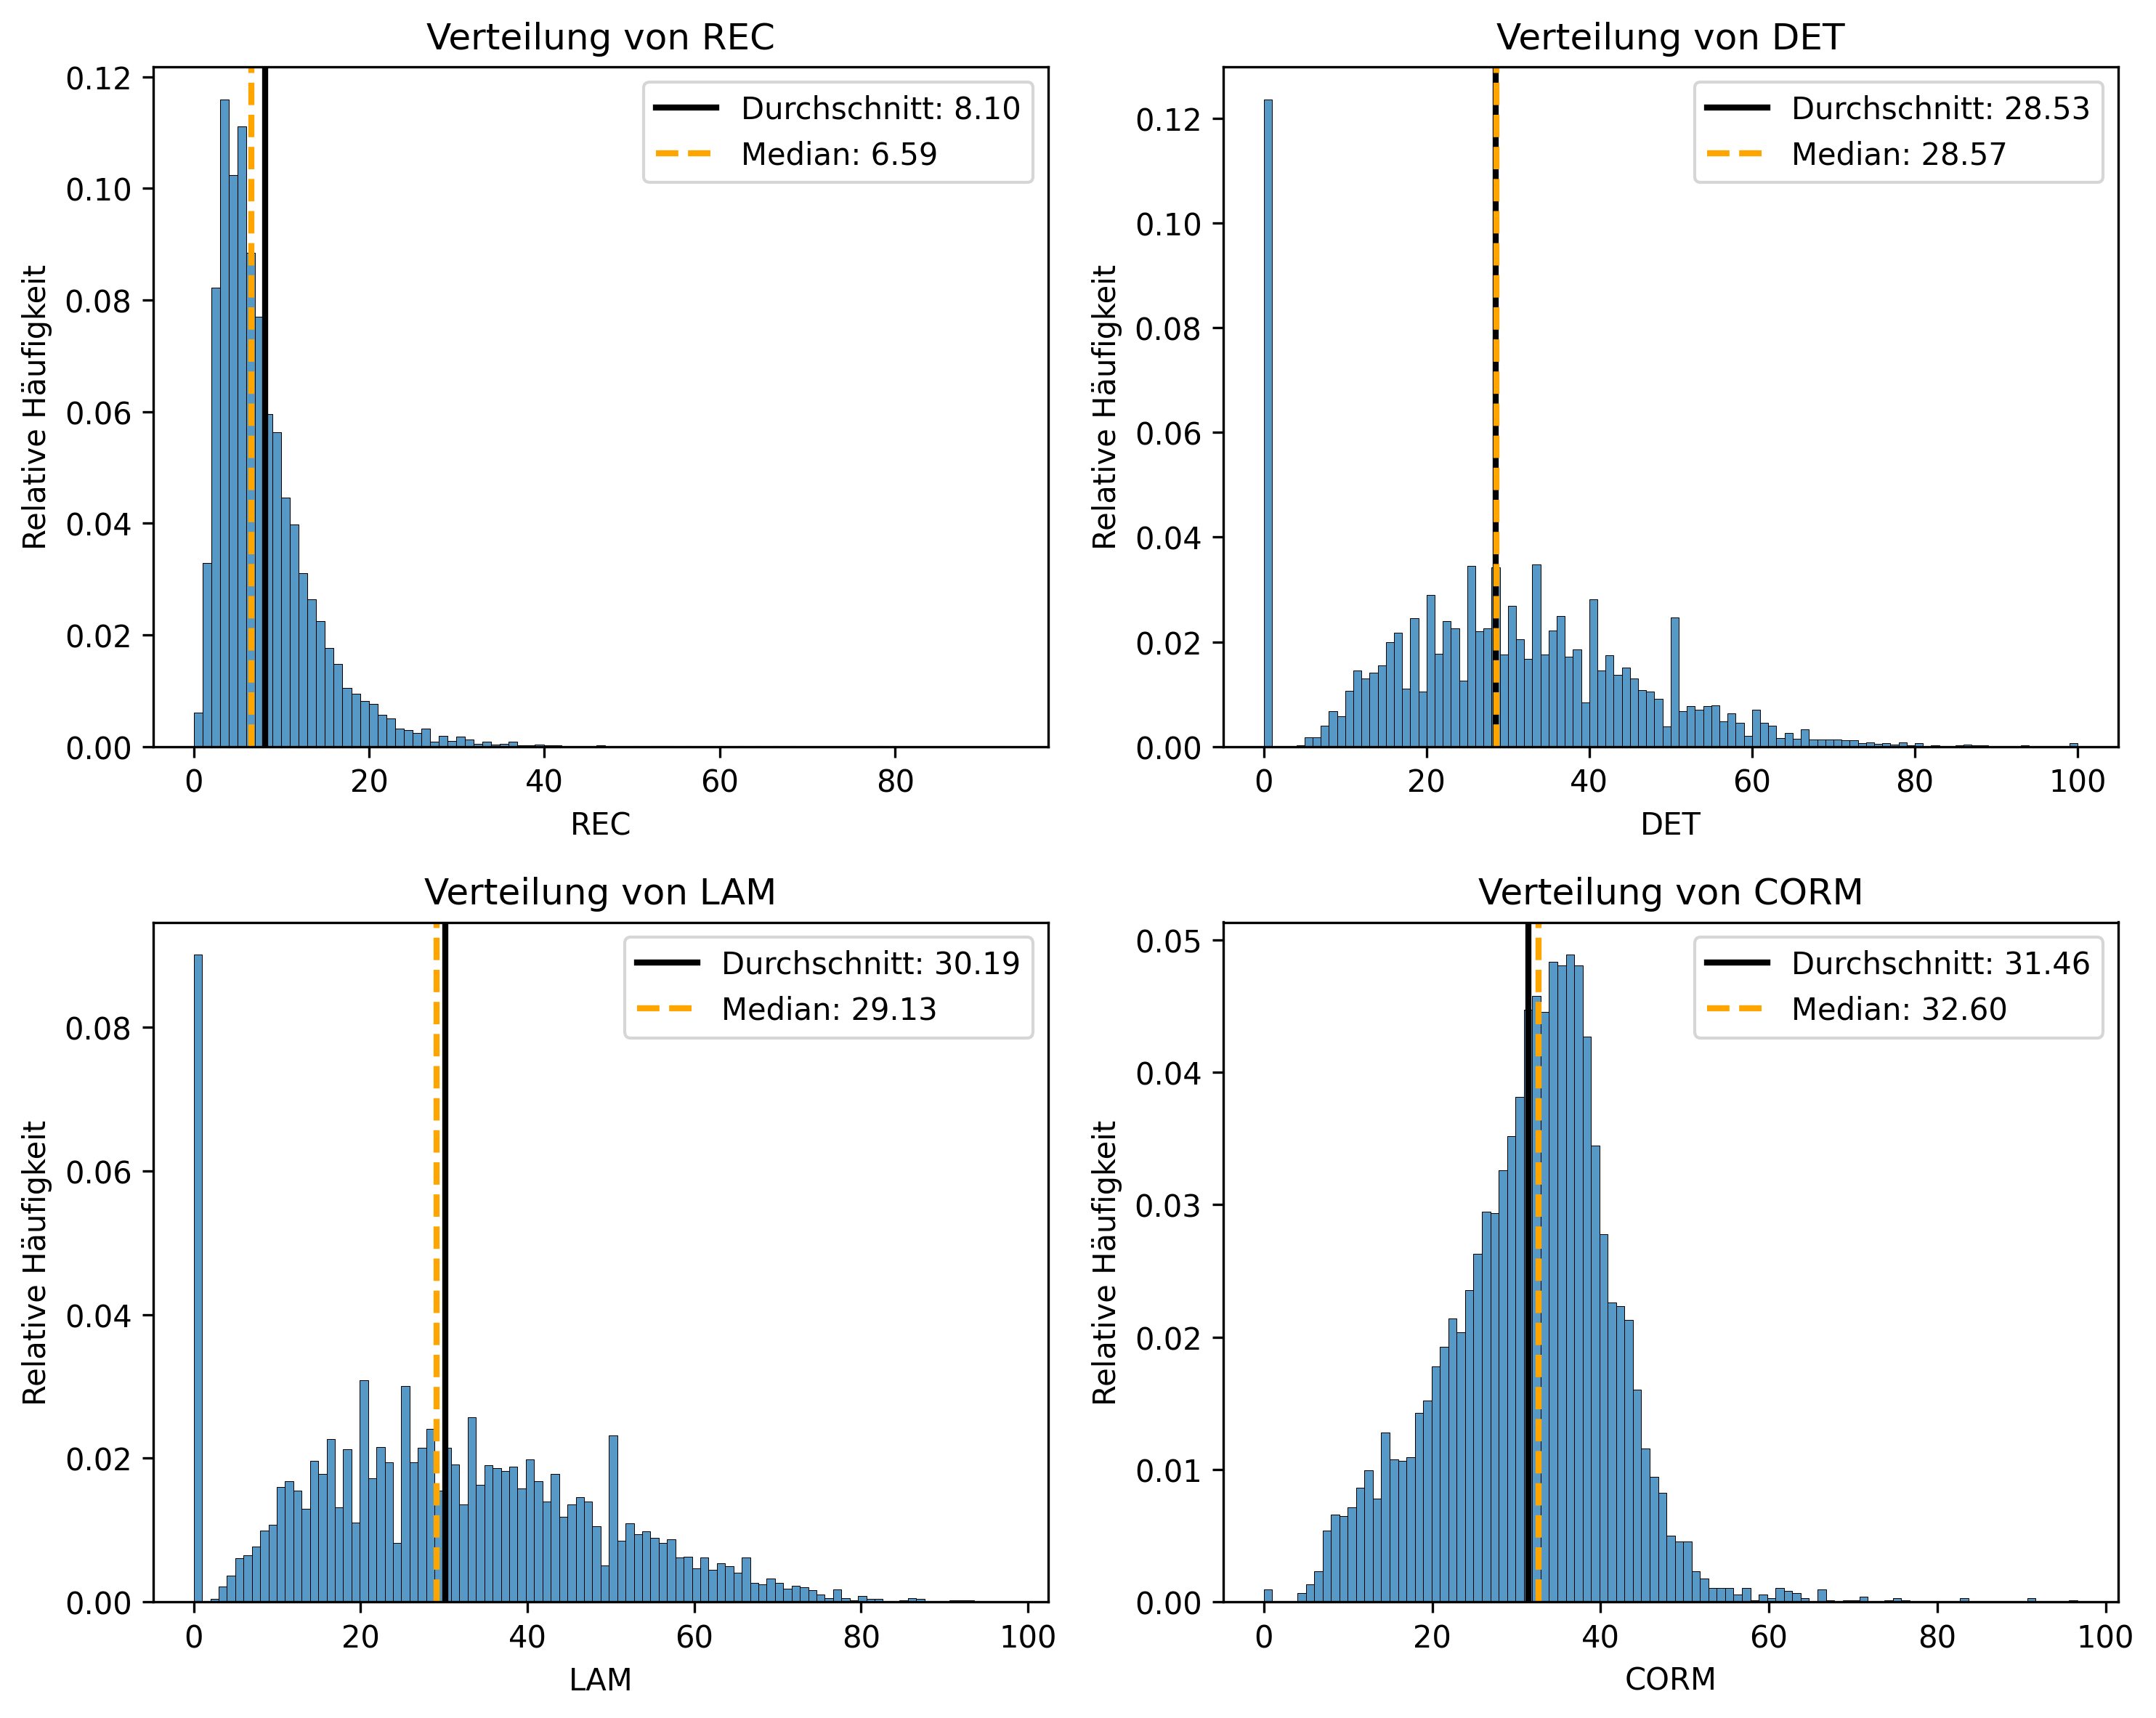 Verteilung von REC
Relative Häufigkeit
0.12
0.10
0.08
0.06
0.04
0.02
0.00
Durchschnitt: 8.10
Median: 6.59
0 20 40 60 80
REC
Verteilung von DET
Relative Häufigkeit
0.12
0.10
0.08
0.06
0.04
0.02
0.00
Durchschnitt: 28.53
Median: 28.57
0 20 40 60 80 100
DET
Verteilung von LAM
Relative Häufigkeit
0.08
0.06
0.04
0.02
0.00
Durchschnitt: 30.19
Median: 29.13
0 20 40 60 80 100
LAM
Verteilung von CORM
Relative Häufigkeit
0.05
0.04
0.03
0.02
0.01
0.00
Durchschnitt: 31.46
Median: 32.60
0 20 40 60 80 100
CORM